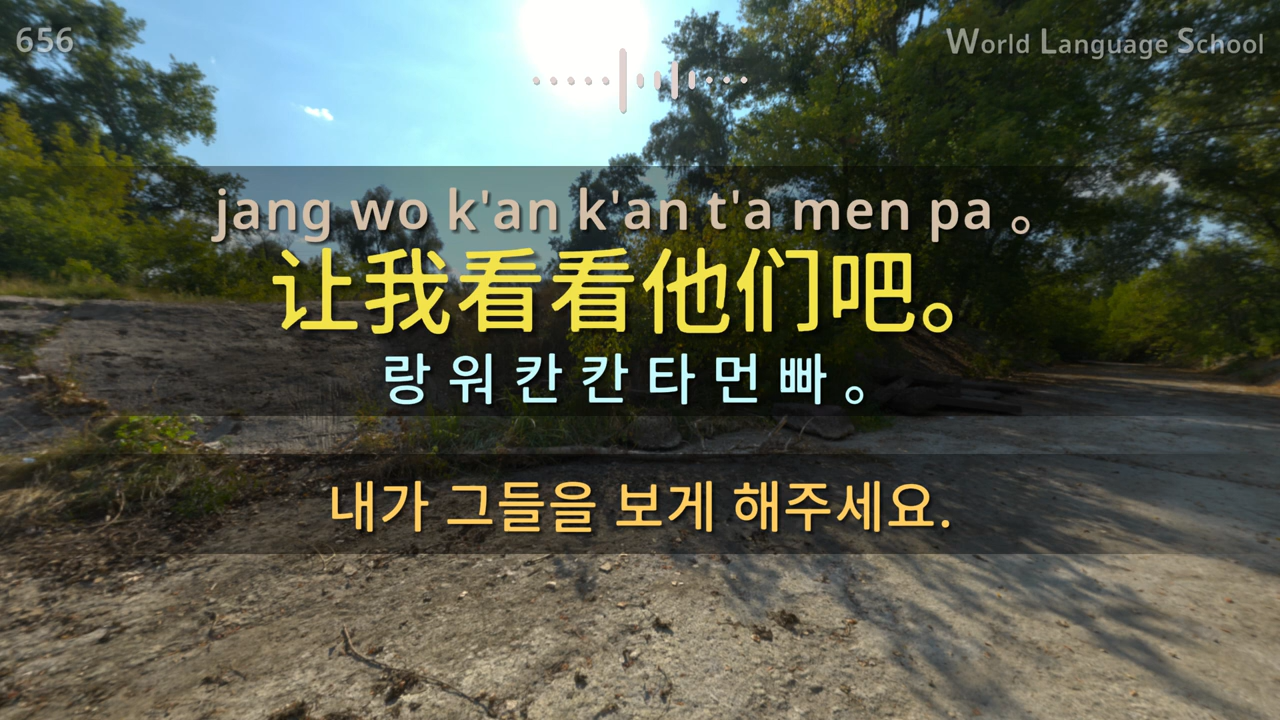 656
World Language School
jang wo k'an k'an t'a men pa 。
让我看看他们吧。
랑 워 칸 칸 타 먼 빠 。
내가 그들을 보게 해주세요.